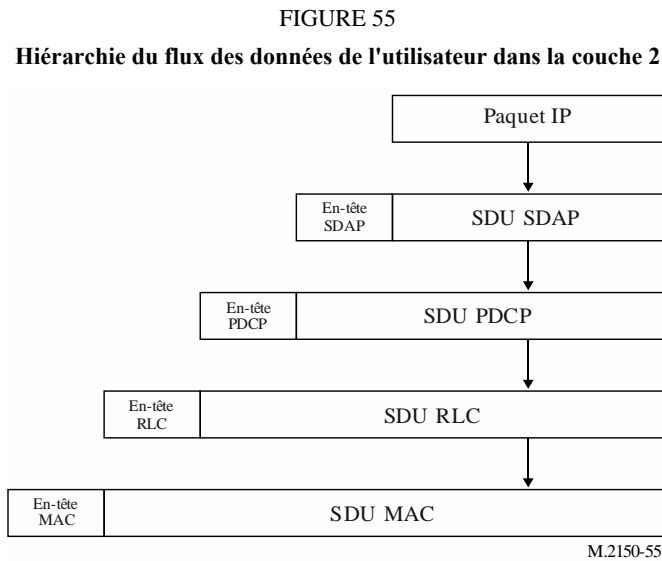 FIGURE 55
Hiérarchie du flux des données de l'utilisateur dans la couche 2
Paquet IP
En-tête
SDAP
SDU SDAP
En-tête
PDCP
SDU PDCP
En-tête
RLC
SDU RLC
En-tête
MAC
SDU MAC
M.2150-55